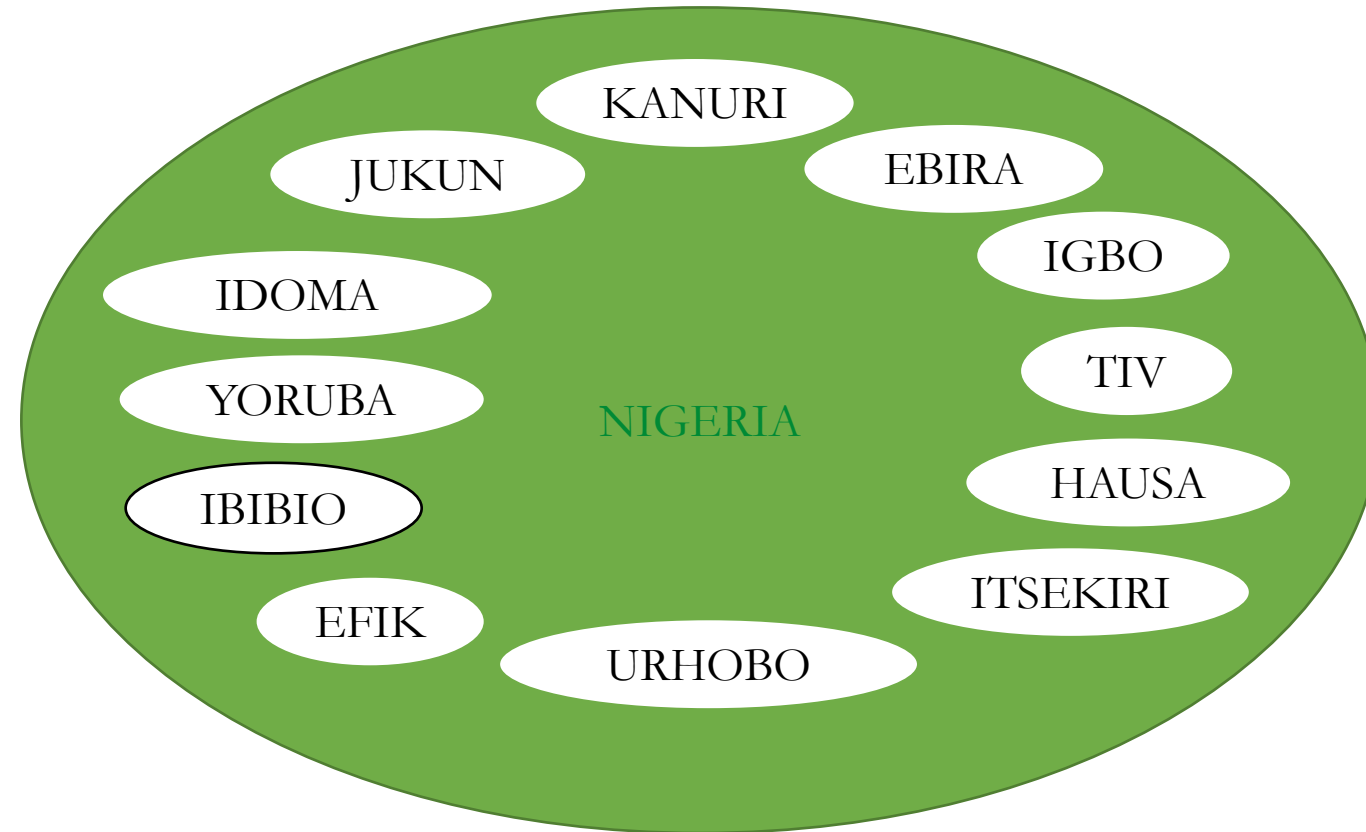 KANURI
JUKUN
EBIRA
IGBO
IDOMA
TIV
YORUBA
NIGERIA
HAUSA
IBIBIO
ITSEKIRI
EFIK
URHOBO